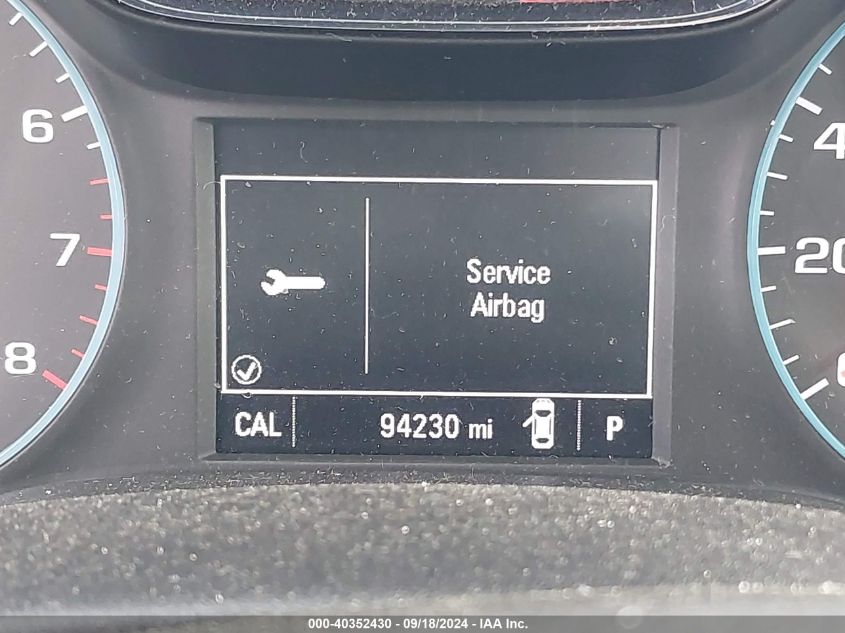 6
7
8
4
20
Service
Airbag
CAL 94230 mi P
000-40352430 - 09/18/2024 - IAA Inc.